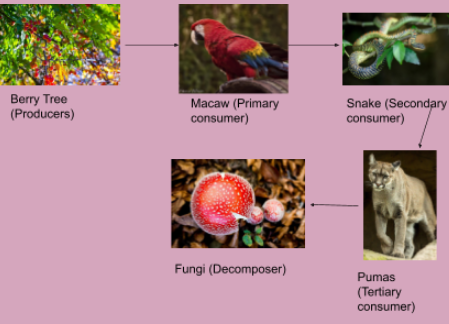 Berry Tree
(Producers)
Macaw (Primary
consumer)
Snake (Secondary
consumer)
Fungi (Decomposer)
Pumas
(Tertiary
consumer)